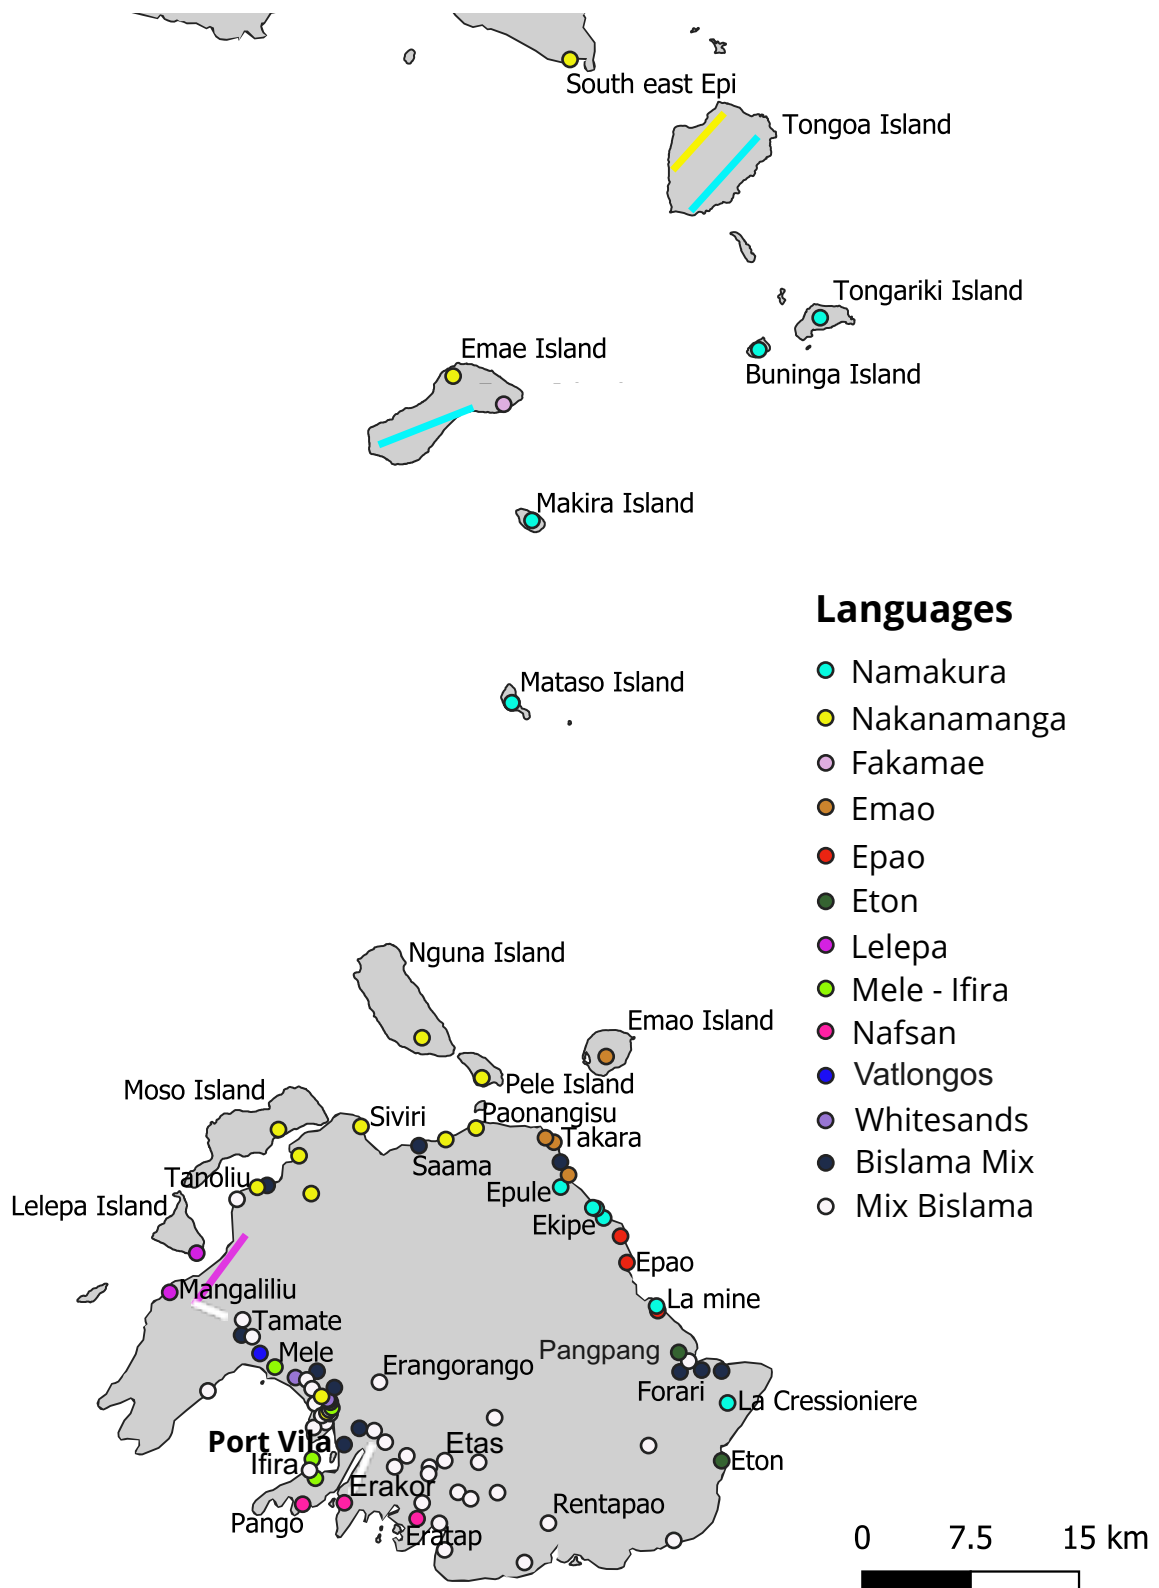 South east Epi
Tongoa Island
Tongariki Island
Emae Island
Buninga Island
Makira Island
Languages
Namakura
Mataso Island
Nakanamanga
Fakamae
Emao
Epao
Eton
Lelepa
Nguna Island
Mele - Ifira
Emao Island
Nafsan
Vatlongos
Moso Island
Pele Island
Siviri
Paonangisu
Whitesands
Takara
Saama
Bislama Mix
Tanoliu
Epule
Lelepa Island
Mix Bislama
Ekipe
Epao
Mangaliliu
La mine
Tamate
Mele
Pangpang
Erangorango
Forari
La Cressioniere
Port Vila
Etas
Ifira
Eton
Erakor
Rentapao
Pango
Eratap
0 7.5 15 km